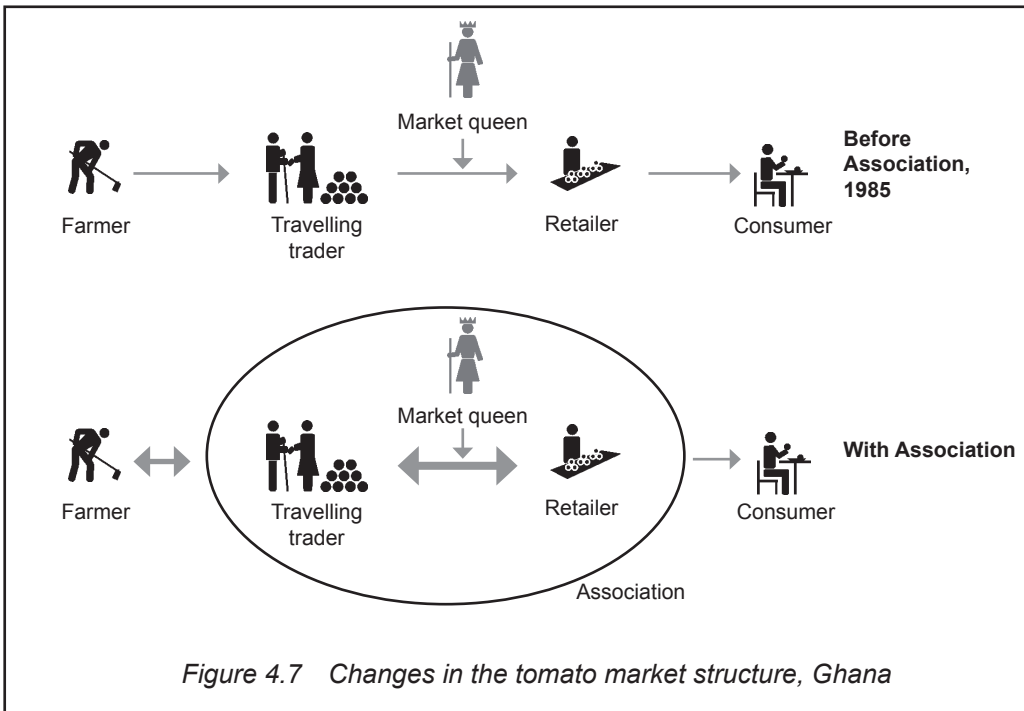 Market queen
Before
Association,
1985
Farmer
Travelling
trader
Retailer
Consumer
Market queen
With Association
Farmer
Travelling
trader
Retailer
Consumer
Association
Figure 4.7 Changes in the tomato market structure, Ghana